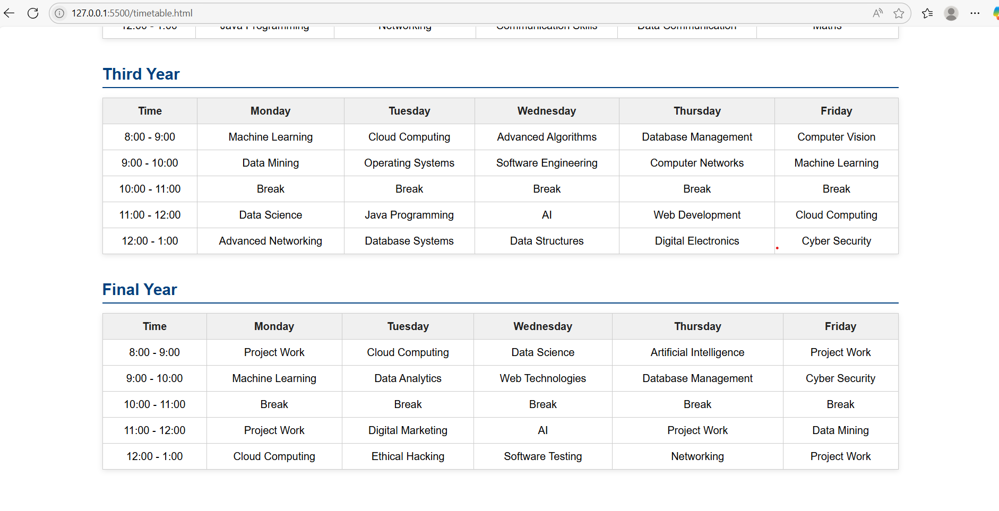 127.0.0.1:5500/timetable.html
12:00 - 1:00 Java Programming Networking Communication Skills Data Communication Maths
Third Year
Time Monday Tuesday Wednesday Thursday Friday
8:00 - 9:00 Machine Learning Cloud Computing Advanced Algorithms Database Management Computer Vision
9:00 - 10:00 Data Mining Operating Systems Software Engineering Computer Networks Machine Learning
10:00 - 11:00 Break Break Break Break Break
11:00 - 12:00 Data Science Java Programming AI Web Development Cloud Computing
12:00 - 1:00 Advanced Networking Database Systems Data Structures Digital Electronics Cyber Security
Final Year
Time Monday Tuesday Wednesday Thursday Friday
8:00 - 9:00 Project Work Cloud Computing Data Science Artificial Intelligence Project Work
9:00 - 10:00 Machine Learning Data Analytics Web Technologies Database Management Cyber Security
10:00 - 11:00 Break Break Break Break Break
11:00 - 12:00 Project Work Digital Marketing AI Project Work Data Mining
12:00 - 1:00 Cloud Computing Ethical Hacking Software Testing Networking Project Work